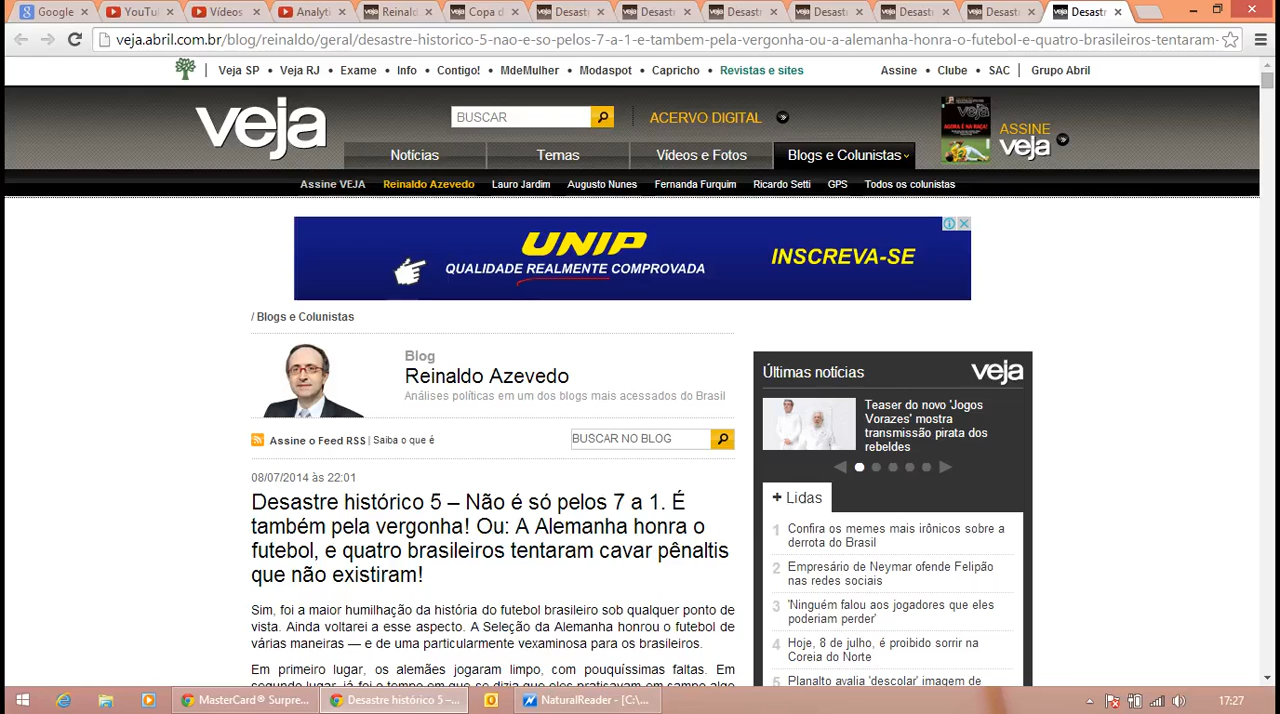 Google
YouTu
Vídeos
Analyti
Reinald
Copa d
Desastr
Desastr
Desastr
Desastr
Desastr
Desastr
Desastr
veja.abril.com.br/blog/reinaldo/geral/desastre-historico-5-nao-e-so-pelos-7-a-1-e-tambem-pela-vergonha-ou-a-alemanha-honra-o-futebol-e-quatro-brasileiros-tentaram-
Veja SP • Veja RJ • Exame • Info • Contigo! • MdeMulher • Modaspot • Capricho • Revistas e sites
Assine • Clube • SAC | Grupo Abril
veja
BUSCAR
ACERVO DIGITAL
ASSINE
veja
Notícias
Temas
Vídeos e Fotos
Blogs e Colunistas
Assine VEJA
Reinaldo Azevedo
Lauro Jardim
Augusto Nunes
Fernanda Furquim
Ricardo Setti
GPS
Todos os colunistas
UNIP
QUALIDADE REALMENTE COMPROVADA
INSCREVA-SE
/ Blogs e Colunistas
Blog
Reinaldo Azevedo
Análises políticas em um dos blogs mais acessados do Brasil
Assine o Feed RSS | Saiba o que é
BUSCAR NO BLOG
08/07/2014 às 22:01
Desastre histórico 5 – Não é só pelos 7 a 1. É
também pela vergonha! Ou: A Alemanha honra o
futebol, e quatro brasileiros tentaram cavar pênaltis
que não existiram!
Sim, foi a maior humilhação da história do futebol brasileiro sob qualquer ponto de
vista. Ainda voltarei a esse aspecto. A Seleção da Alemanha honrou o futebol de
várias maneiras — e de uma particularmente vexaminosa para os brasileiros.
Em primeiro lugar, os alemães jogaram limpo, com pouquíssimas faltas. Em
Últimas notícias
veja
Teaser do novo 'Jogos
Vorazes' mostra
transmissão pirata dos
rebeldes
+ Lidas
1 Confira os memes mais irônicos sobre a
derrota do Brasil
2 Empresário de Neymar ofende Felipão
nas redes sociais
3 'Ninguém falou aos jogadores que eles
poderiam perder'
4 Hoje, 8 de julho, é proibido sorrir na
Coreia do Norte
5 Planalto avalia 'descolar' imagem de
MasterCard® Surpre...
Desastre histórico 5 –...
NaturalReader - [C:\...
17:27